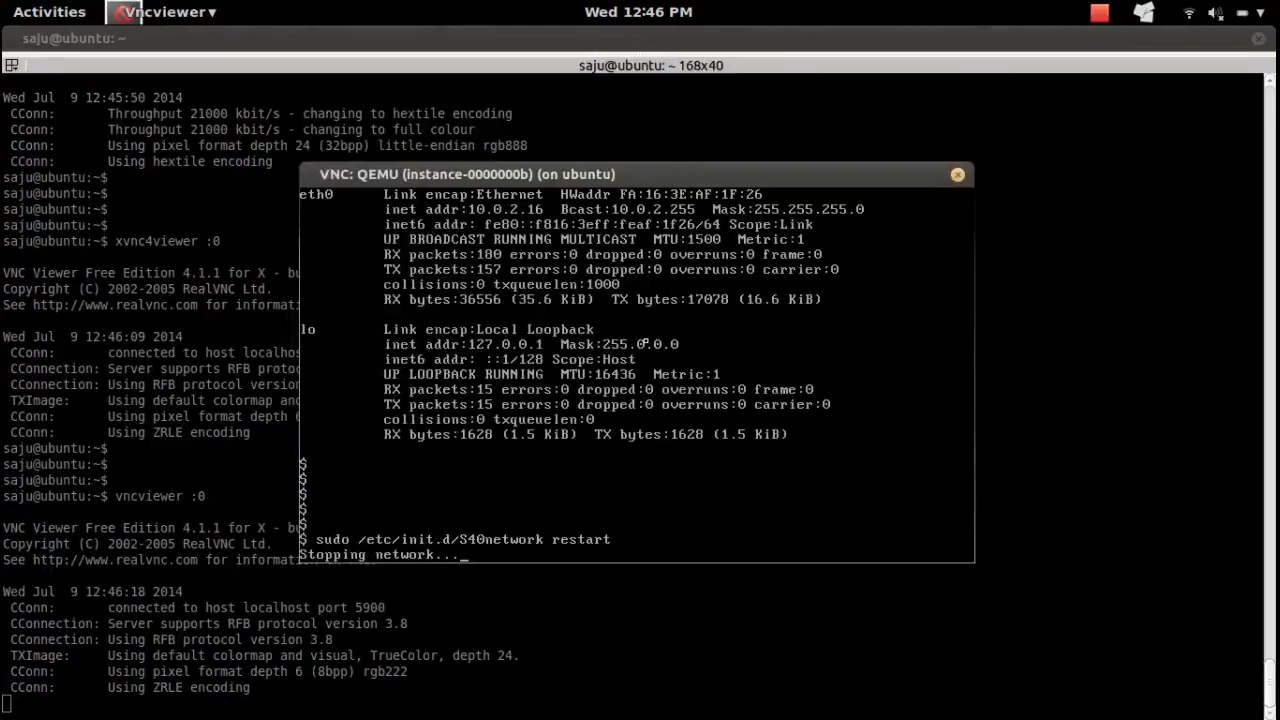 Activities Vncviewer▾ Wed 12:46 PM
saju@ubuntu: ~
saju@ubuntu: ~ 168x40
Wed Jul  9 12:45:50 2014
CConn: Throughput 21000 kbit/s - changing to hextile encoding
CConn: Throughput 21000 kbit/s - changing to full colour
CConn: Using pixel format depth 24 (32bpp) little-endian rgb888
CConn: Using hextile encoding
saju@ubuntu:~$
saju@ubuntu:~$
saju@ubuntu:~$
saju@ubuntu:~$
saju@ubuntu:~$ xvnc4viewer :0
VNC Viewer Free Edition 4.1.1 for X - bu
Copyright (C) 2002-2005 RealVNC Ltd.
See http://www.realvnc.com for informati
Wed Jul  9 12:46:09 2014
CConn: connected to host localhos
CConnection: Server supports RFB proto
CConnection: Using RFB protocol version
TXImage: Using default colormap and
CConn: Using pixel format depth 6
CConn: Using ZRLE encoding
saju@ubuntu:~$
saju@ubuntu:~$
saju@ubuntu:~$
saju@ubuntu:~$ vncviewer :0
VNC Viewer Free Edition 4.1.1 for X - bu
Copyright (C) 2002-2005 RealVNC Ltd.
See http://www.realvnc.com for informati
Wed Jul  9 12:46:18 2014
CConn: connected to host localhost port 5900
CConnection: Server supports RFB protocol version 3.8
CConnection: Using RFB protocol version 3.8
TXImage: Using default colormap and visual, TrueColor, depth 24.
CConn: Using pixel format depth 6 (8bpp) rgb222
CConn: Using ZRLE encoding
VNC: QEMU (instance-0000000b) (on ubuntu)
eth0 Link encap:Ethernet HWaddr FA:16:3E:AF:1F:26
inet addr:10.0.2.16 Bcast:10.0.2.255 Mask:255.255.255.0
inet6 addr: fe80::f816:3eff:feaf:1f26/64 Scope:Link
UP BROADCAST RUNNING MULTICAST MTU:1500 Metric:1
RX packets:180 errors:0 dropped:0 overruns:0 frame:0
TX packets:157 errors:0 dropped:0 overruns:0 carrier:0
collisions:0 txqueuelen:1000
RX bytes:36556 (35.6 KiB) TX bytes:17078 (16.6 KiB)
lo Link encap:Local Loopback
inet addr:127.0.0.1 Mask:255.0.0.0
inet6 addr: ::1/128 Scope:Host
UP LOOPBACK RUNNING MTU:16436 Metric:1
RX packets:15 errors:0 dropped:0 overruns:0 frame:0
TX packets:15 errors:0 dropped:0 overruns:0 carrier:0
collisions:0 txqueuelen:0
RX bytes:1628 (1.5 KiB) TX bytes:1628 (1.5 KiB)
$
$
$
$
$
$ sudo /etc/init.d/S40network restart
Stopping network..._